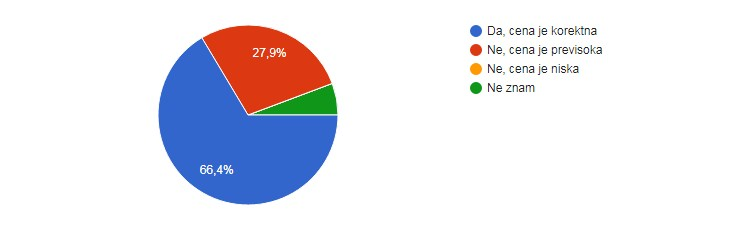 27,9%
66,4%
Da, cena je korektna
Ne, cena je previsoka
Ne, cena je niska
Ne znam